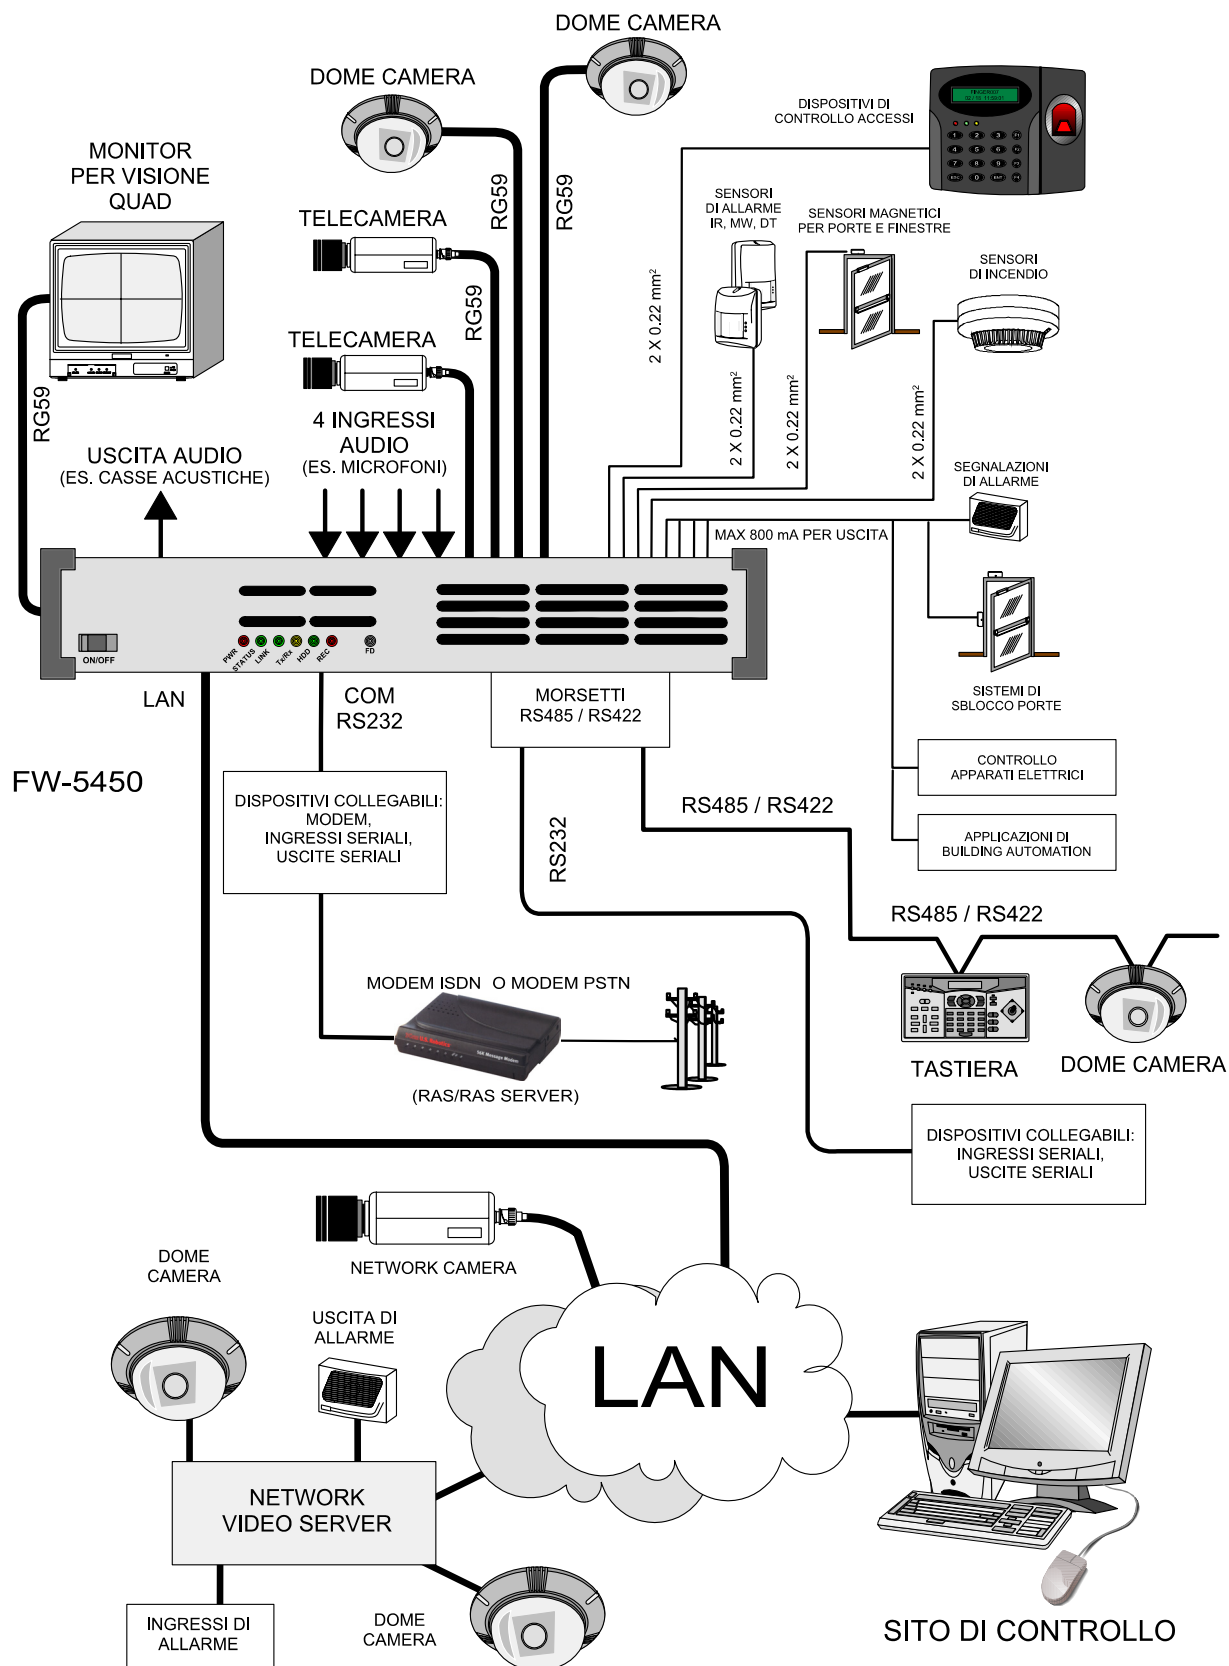 DOME CAMERA
DOME CAMERA
DISPOSITIVI DI
CONTROLLO ACCESSI
MONITOR
PER VISIONE
QUAD
RG59
RG59
TELECAMERA
SENSORI
DI ALLARME
IR, MW, DT
SENSORI MAGNETICI
PER PORTE E FINESTRE
SENSORI
DI INCENDIO
RG59
2 X 0.22 mm²
TELECAMERA
RG59
2 X 0.22 mm²
2 X 0.22 mm²
2 X 0.22 mm²
4 INGRESSI
AUDIO
(ES. MICROFONI)
USCITA AUDIO
(ES. CASSE ACUSTICHE)
SEGNALAZIONI
DI ALLARME
MAX 800 mA PER USCITA
ON/OFF
PWR
STATUS
LINK
Tx/Rx
HDD
REC
FD
LAN
COM
RS232
MORSETTI
RS485 / RS422
SISTEMI DI
SBLOCCO PORTE
FW-5450
CONTROLLO
APPARATI ELETTRICI
DISPOSITIVI COLLEGABILI:
MODEM,
INGRESSI SERIALI,
USCITE SERIALI
RS485 / RS422
RS232
APPLICAZIONI DI
BUILDING AUTOMATION
RS485 / RS422
MODEM ISDN O MODEM PSTN
56K Message Modem
(RAS/RAS SERVER)
TASTIERA
DOME CAMERA
DISPOSITIVI COLLEGABILI:
INGRESSI SERIALI,
USCITE SERIALI
NETWORK CAMERA
DOME
CAMERA
USCITA DI
ALLARME
LAN
NETWORK
VIDEO SERVER
INGRESSI DI
ALLARME
DOME
CAMERA
SITO DI CONTROLLO